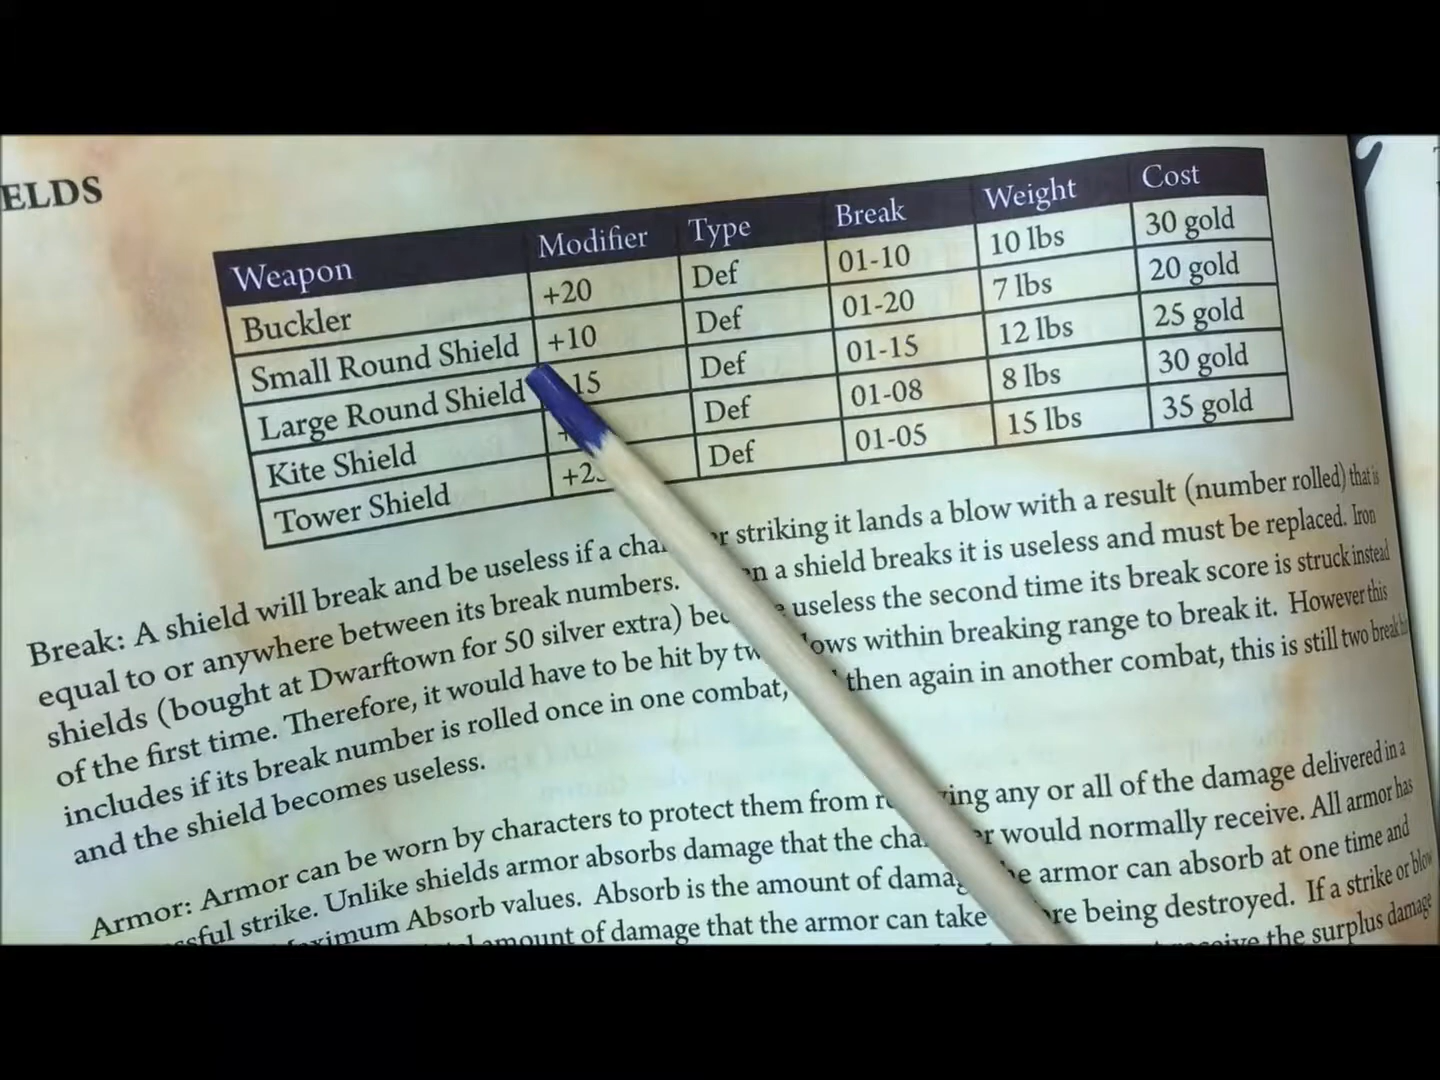 ELDS
Weapon Modifier Type Break Weight Cost
Buckler +20 Def 01-10 10 lbs 30 gold
Small Round Shield +10 Def 01-20 7 lbs 20 gold
Large Round Shield 15 Def 01-15 12 lbs 25 gold
Kite Shield + Def 01-08 8 lbs 30 gold
Tower Shield +2 Def 01-05 15 lbs 35 gold
Break: A shield will break and be useless if a cha r striking it lands a blow with a result (number rolled) that is
equal to or anywhere between its break numbers. n a shield breaks it is useless and must be replaced. Iron
shields (bought at Dwarftown for 50 silver extra) bec useless the second time its break score is struck instead
of the first time. Therefore, it would have to be hit by tw ows within breaking range to break it. However this
includes if its break number is rolled once in one combat, then again in another combat, this is still two break
and the shield becomes useless.
Armor: Armor can be worn by characters to protect them from r ving any or all of the damage delivered in a
ssful strike. Unlike shields armor absorbs damage that the cha r would normally receive. All armor has
ximum Absorb values. Absorb is the amount of damag e armor can absorb at one time and
amount of damage that the armor can take re being destroyed. If a strike or blow
the surplus damage